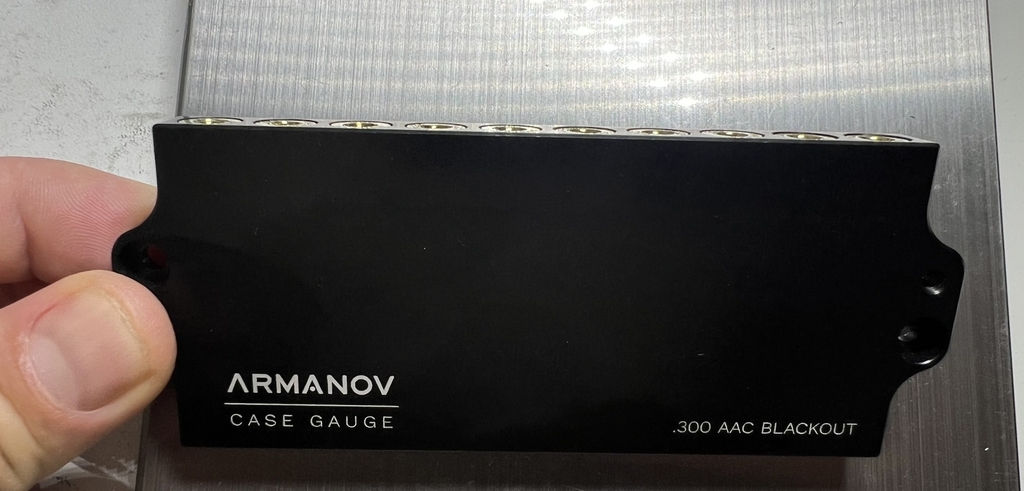 ARMANOV
CASE GAUGE
.300 AAC BLACKOUT